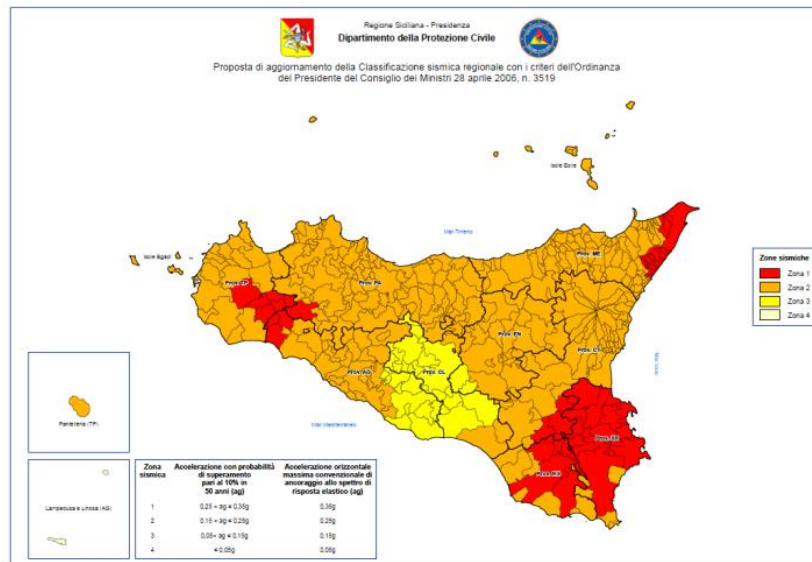 Regione Siciliana - Presidenza
Dipartimento della Protezione Civile
Proposta di aggiornamento della Classificazione sismica regionale con i criteri dell'Ordinanza
del Presidente del Consiglio dei Ministri 28 aprile 2006, n. 3519
Isole Eolie
Mar Tirreno
Isole Egadi
Prov. ME
Prov. TP
Prov. PA
Zone sismiche
Zona 1
Zona 2
Zona 3
Zona 4
Prov. EN
Prov. CT
Mar Ionio
Prov. AG
Prov. CL
Pantelleria (TP)
Mar Mediterraneo
Prov. SR
Prov. RG
Lampedusa e Linosa (AG)
Zona sismica
Accelerazione con probabilità di superamento pari al 10% in 50 anni (ag)
Accelerazione orizzontale massima convenzionale di ancoraggio allo spettro di risposta elastico (ag)
1 0,25 < ag ≤ 0,35g 0,35g
2 0,15 < ag ≤ 0,25g 0,25g
3 0,05< ag ≤ 0,15g 0,15g
4 ≤ 0,05g 0,05g